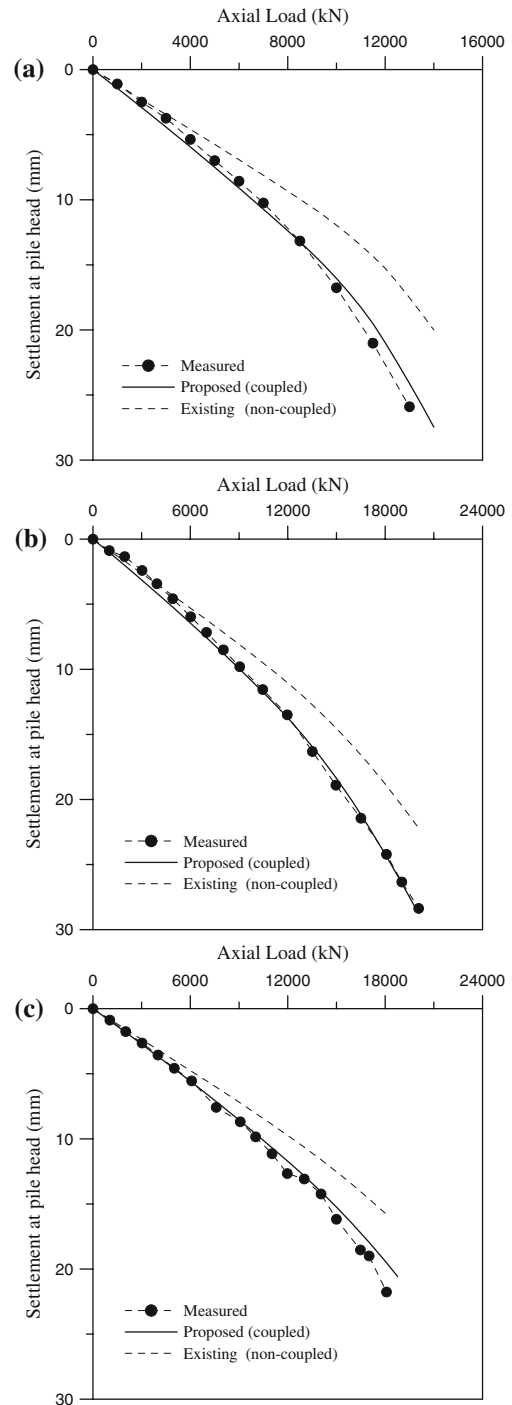 Axial Load (kN)
0 4000 8000 12000 16000
(a)
0
10
20
30
Settlement at pile head (mm)
Measured
Proposed (coupled)
Existing (non-coupled)
Axial Load (kN)
0 6000 12000 18000 24000
(b)
0
10
20
30
Settlement at pile head (mm)
Measured
Proposed (coupled)
Existing (non-coupled)
Axial Load (kN)
0 6000 12000 18000 24000
(c)
0
10
20
30
Settlement at pile head (mm)
Measured
Proposed (coupled)
Existing (non-coupled)